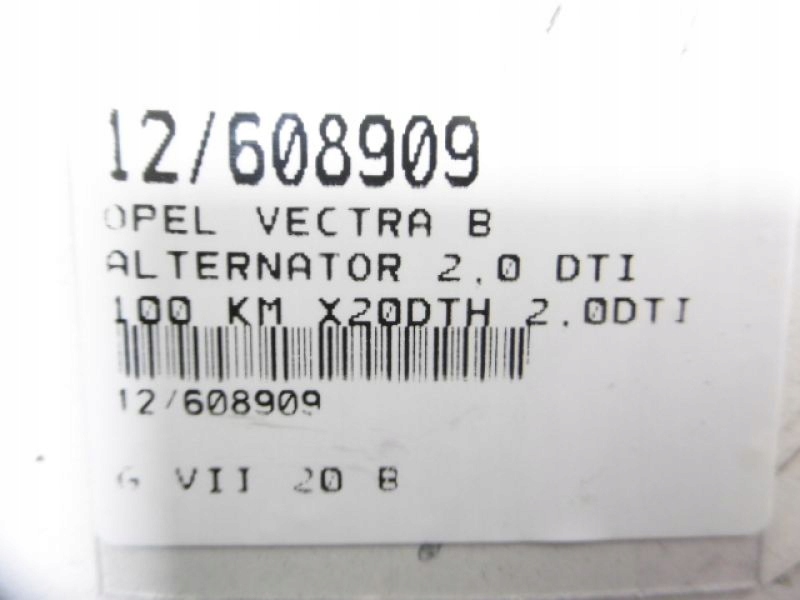 12/608909
OPEL VECTRA B
ALTERNATOR 2.0 DTI
100 KM X20DTH 2.0DTI
12/608909
G VII 20 B